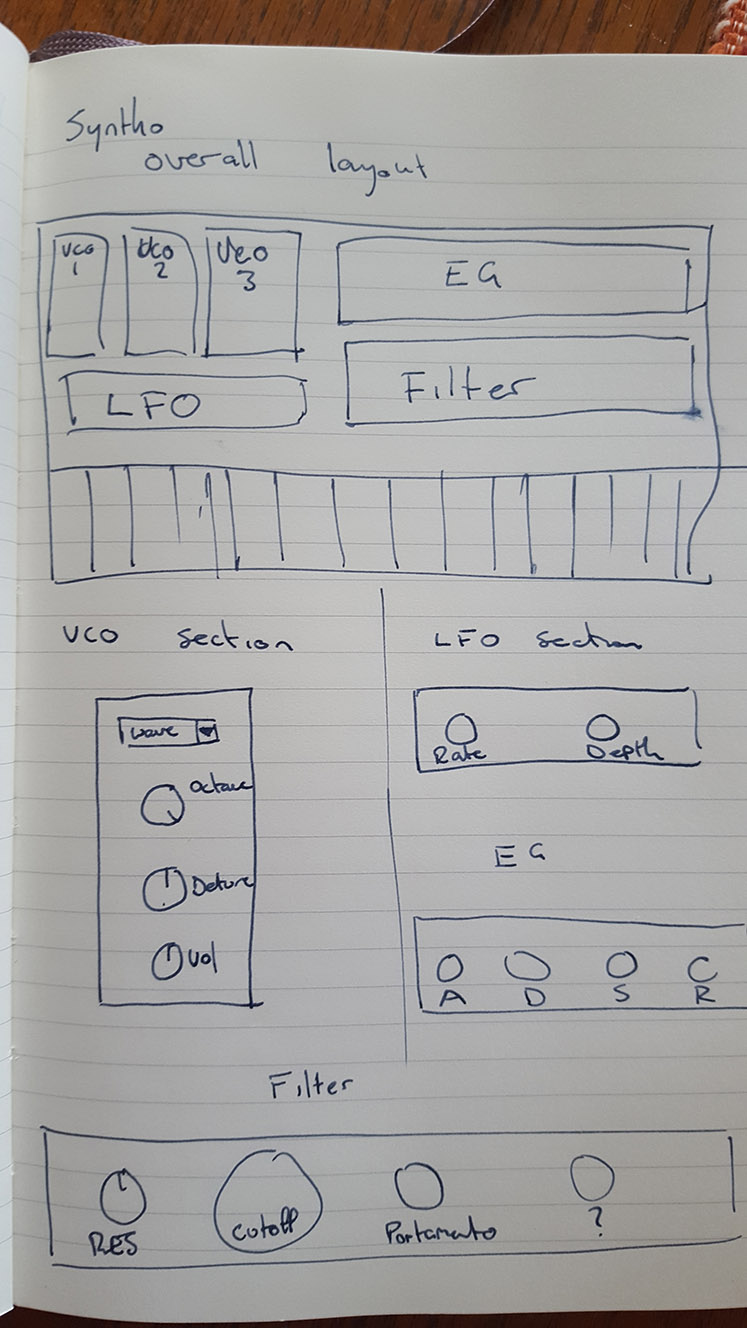 Syntho
overall layout
VCO 1
VCO 2
VCO 3
EG
LFO
Filter
VCO section
wave
Octave
Detune
Vol
LFO section
Rate Depth
EG
A D S R
Filter
RES Cutoff Portamento ?